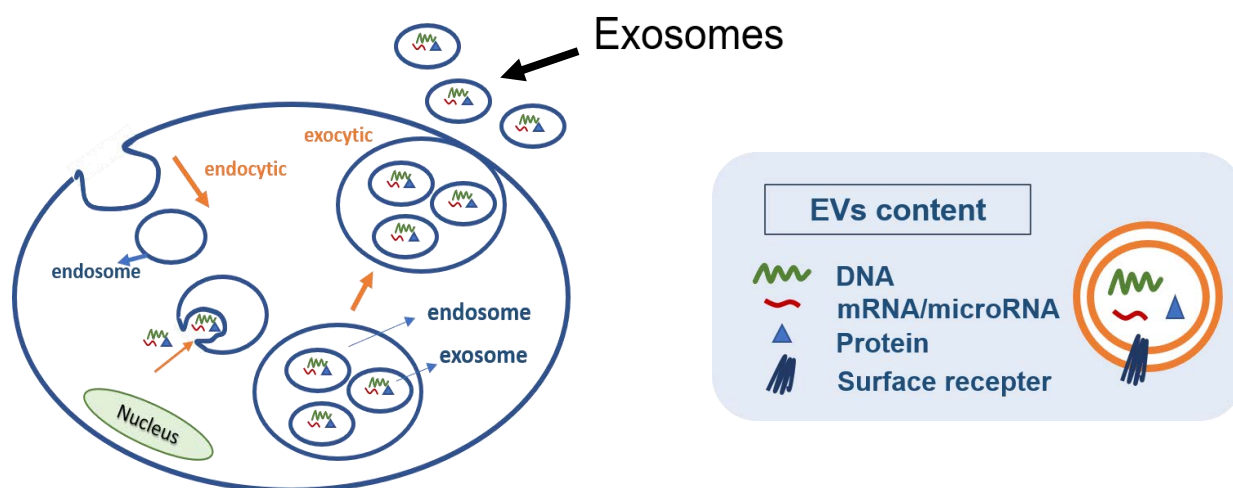 Exosomes
exocytic
endocytic
endosome
endosome
exosome
Nucleus
EVs content
DNA
mRNA/microRNA
Protein
Surface recepter